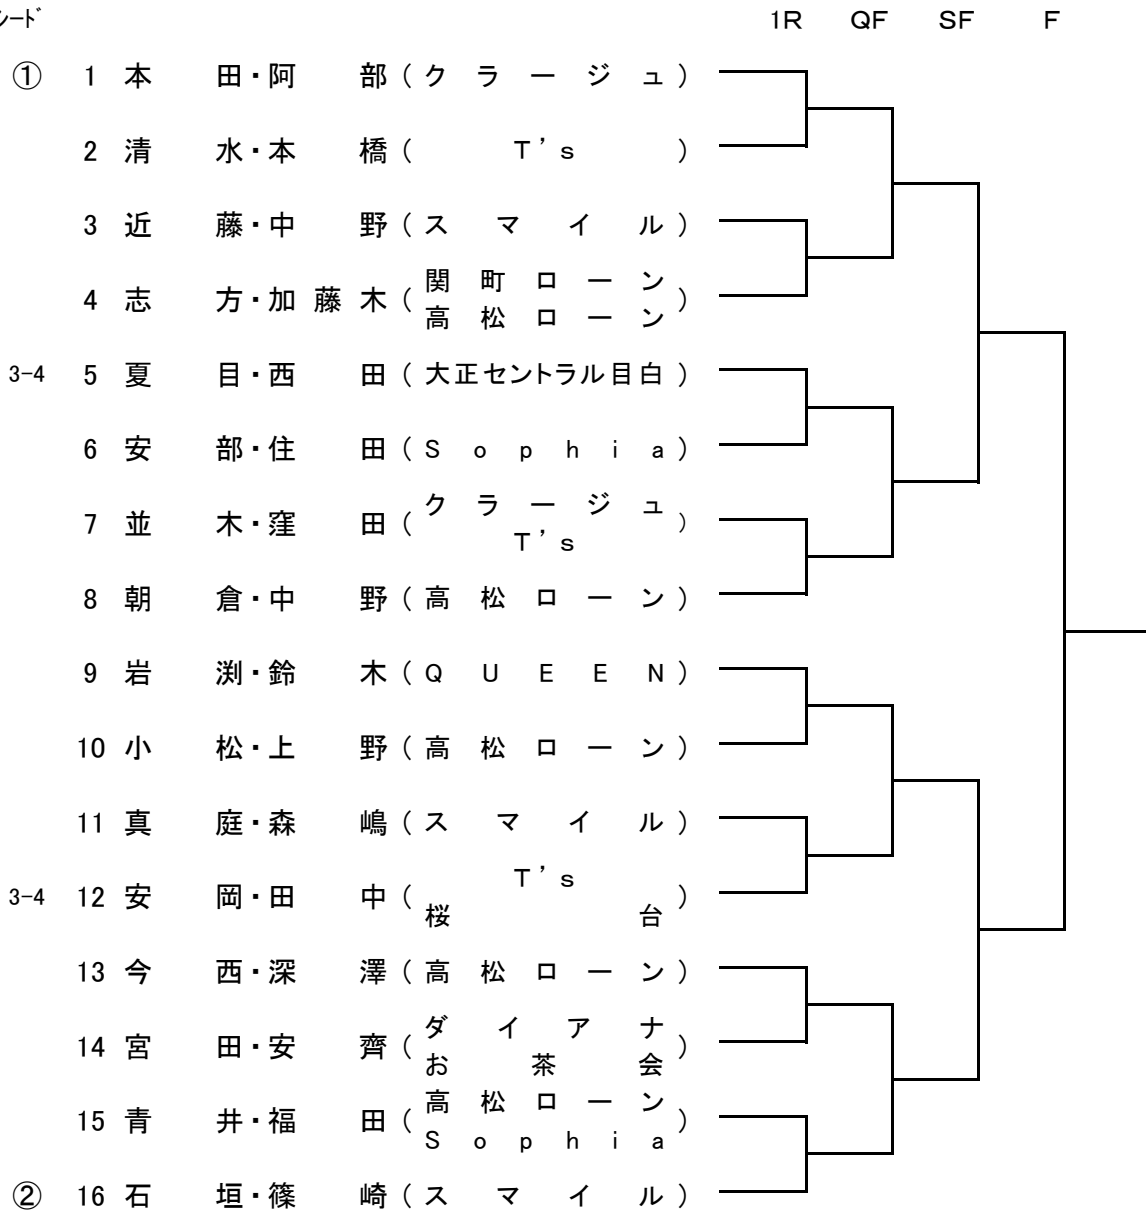 シード 1R QF SF F
① 1 本田・阿部(クラージュ)
2 清水・本橋(T's)
3 近藤・中野(スマイル)
4 志方・加藤木(関町ローン
高松ローン)
3-4 5 夏目・西田(大正セントラル目白)
6 安部・住田(Sophia)
7 並木・窪田(クラージュ
T's)
8 朝倉・中野(高松ローン)
9 岩渕・鈴木(QUEEN)
10 小松・上野(高松ローン)
11 真庭・森嶋(スマイル)
3-4 12 安岡・田中(T's
桜台)
13 今西・深澤(高松ローン)
14 宮田・安齊(ダイアナ
お茶会)
15 青井・福田(高松ローン
Sophia)
② 16 石垣・篠崎(スマイル)